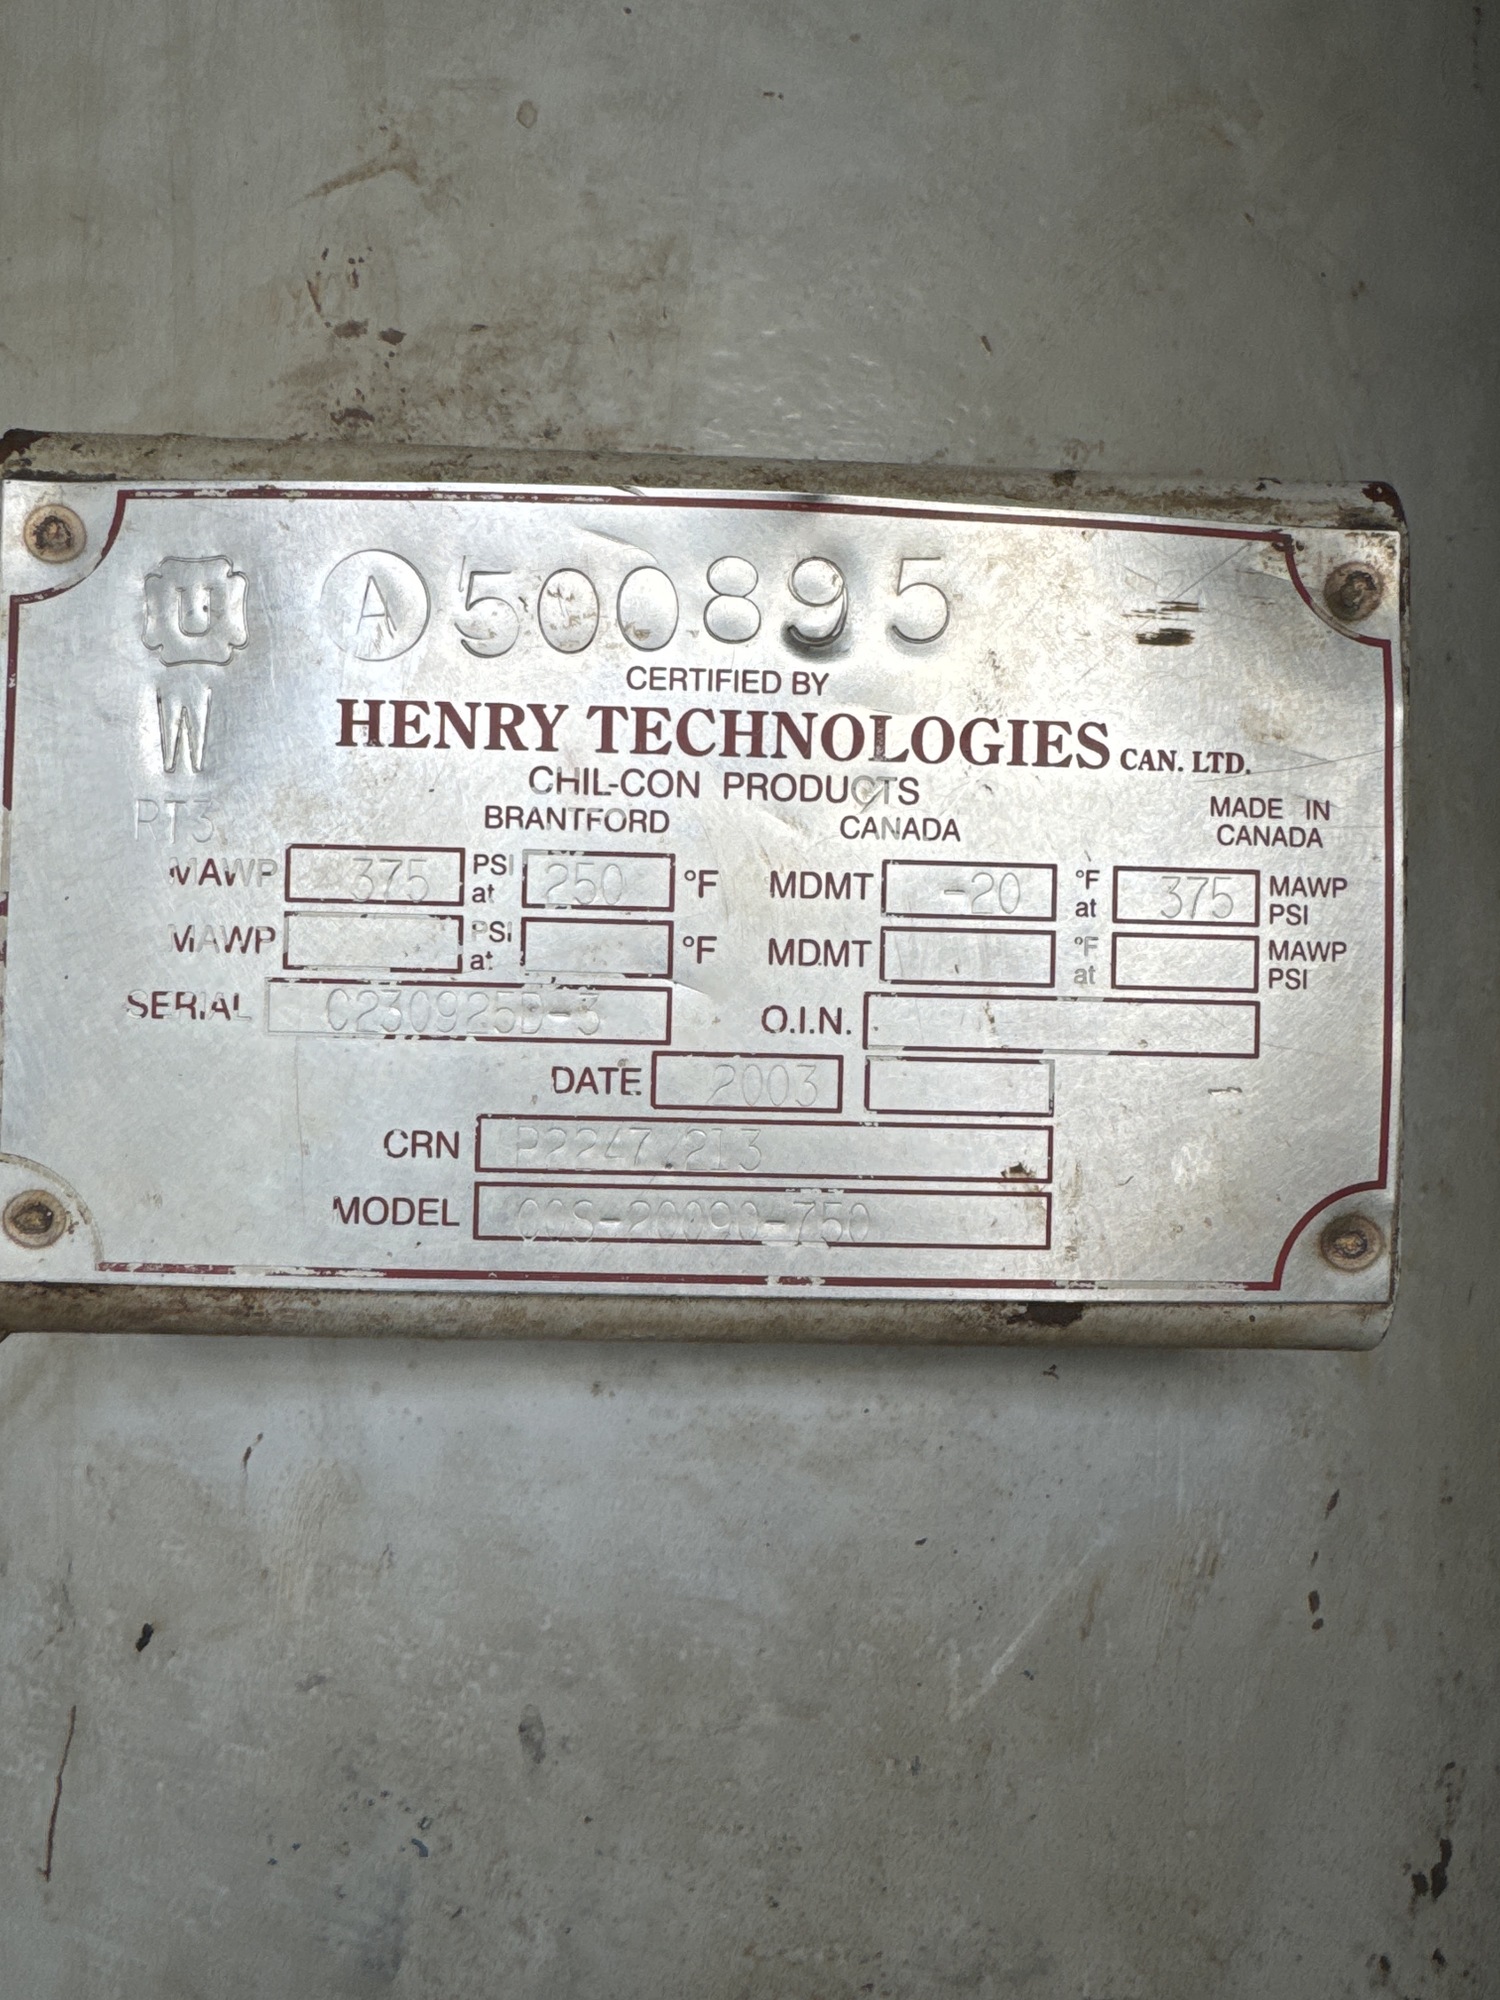 U A 500895
CERTIFIED BY
W HENRY TECHNOLOGIES CAN. LTD.
CHIL-CON PRODUCTS
RT3 BRANTFORD CANADA MADE IN CANADA
MAWP 375 PSI at 250 °F MDMT -20 °F at 375 MAWP PSI
MAWP PSI at °F MDMT °F at MAWP PSI
SERIAL C230925D-3 O.I.N.
DATE 2003
CRN P2247.213
MODEL